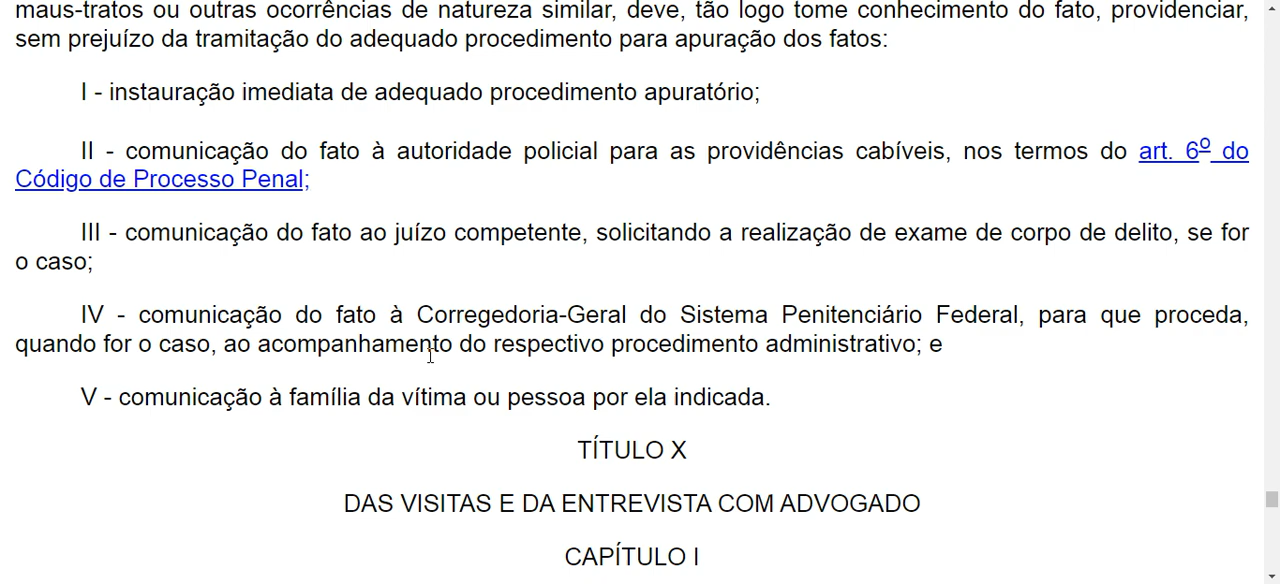 maus-tratos ou outras ocorrências de natureza similar, deve, tão logo tome conhecimento do fato, providenciar,
sem prejuízo da tramitação do adequado procedimento para apuração dos fatos:
I - instauração imediata de adequado procedimento apuratório;
II - comunicação do fato à autoridade policial para as providências cabíveis, nos termos do art. 6º do
Código de Processo Penal;
III - comunicação do fato ao juízo competente, solicitando a realização de exame de corpo de delito, se for
o caso;
IV - comunicação do fato à Corregedoria-Geral do Sistema Penitenciário Federal, para que proceda,
quando for o caso, ao acompanhamento do respectivo procedimento administrativo; e
V - comunicação à família da vítima ou pessoa por ela indicada.
TÍTULO X
DAS VISITAS E DA ENTREVISTA COM ADVOGADO
CAPÍTULO I